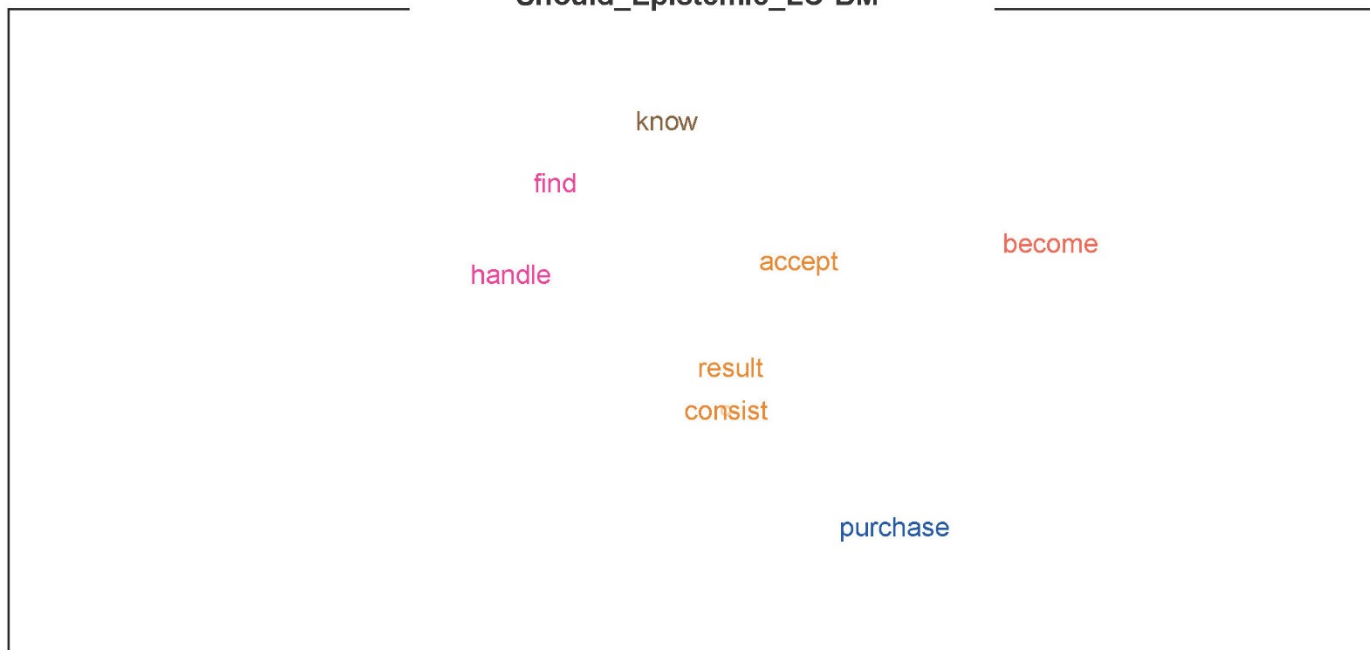 know
find
become
accept
handle
result
consist
purchase